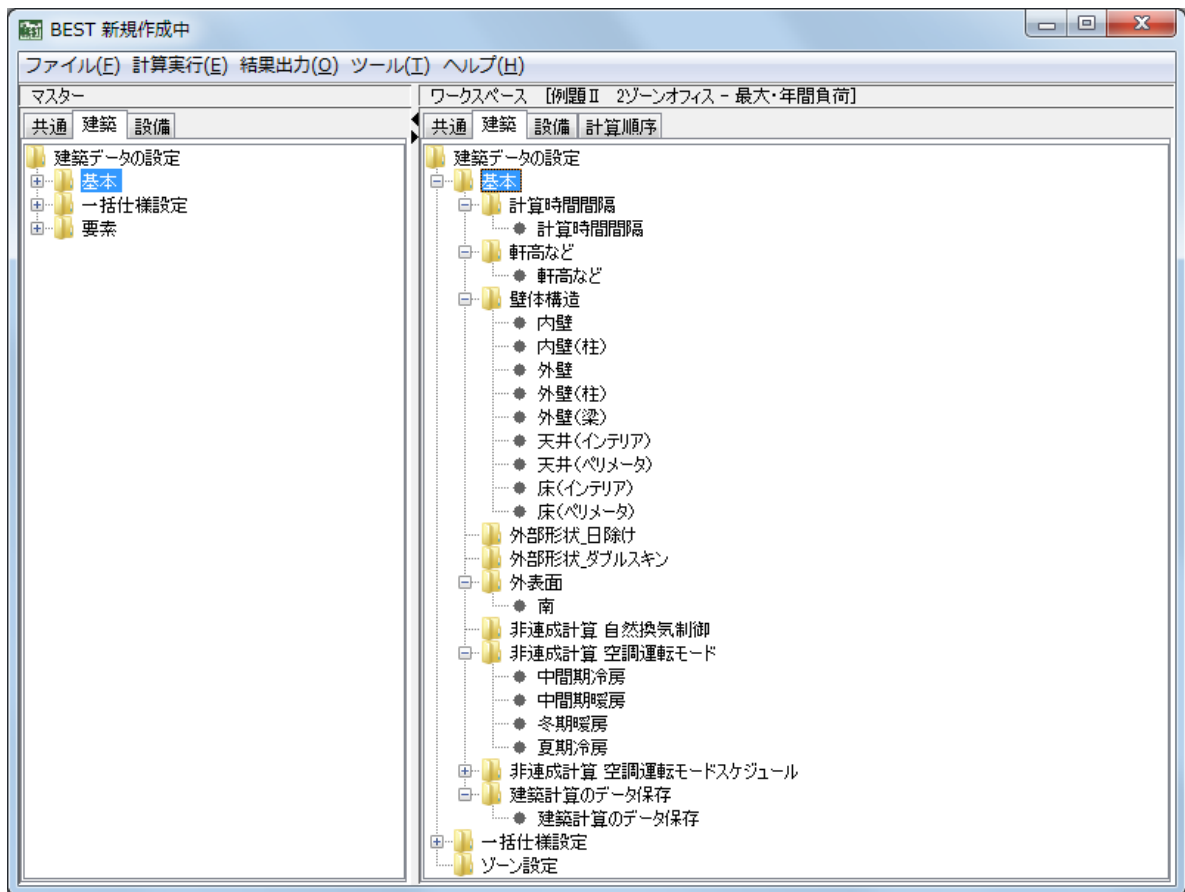 BEST 新規作成中
ファイル(F) 計算実行(E) 結果出力(O) ツール(T) ヘルプ(H)
マスター
共通 建築 設備
建築データの設定
基本
一括仕様設定
要素
ワークスペース [例題Ⅱ 2ゾーンオフィス - 最大・年間負荷]
共通 建築 設備 計算順序
建築データの設定
基本
計算時間間隔
計算時間間隔
軒高など
軒高など
壁体構造
内壁
内壁(柱)
外壁
外壁(柱)
外壁(梁)
天井(インテリア)
天井(ペリメータ)
床(インテリア)
床(ペリメータ)
外部形状_日除け
外部形状_ダブルスキン
外表面
南
非連成計算 自然換気制御
非連成計算 空調運転モード
中間期冷房
中間期暖房
冬期暖房
夏期冷房
非連成計算 空調運転モードスケジュール
建築計算のデータ保存
建築計算のデータ保存
一括仕様設定
ゾーン設定